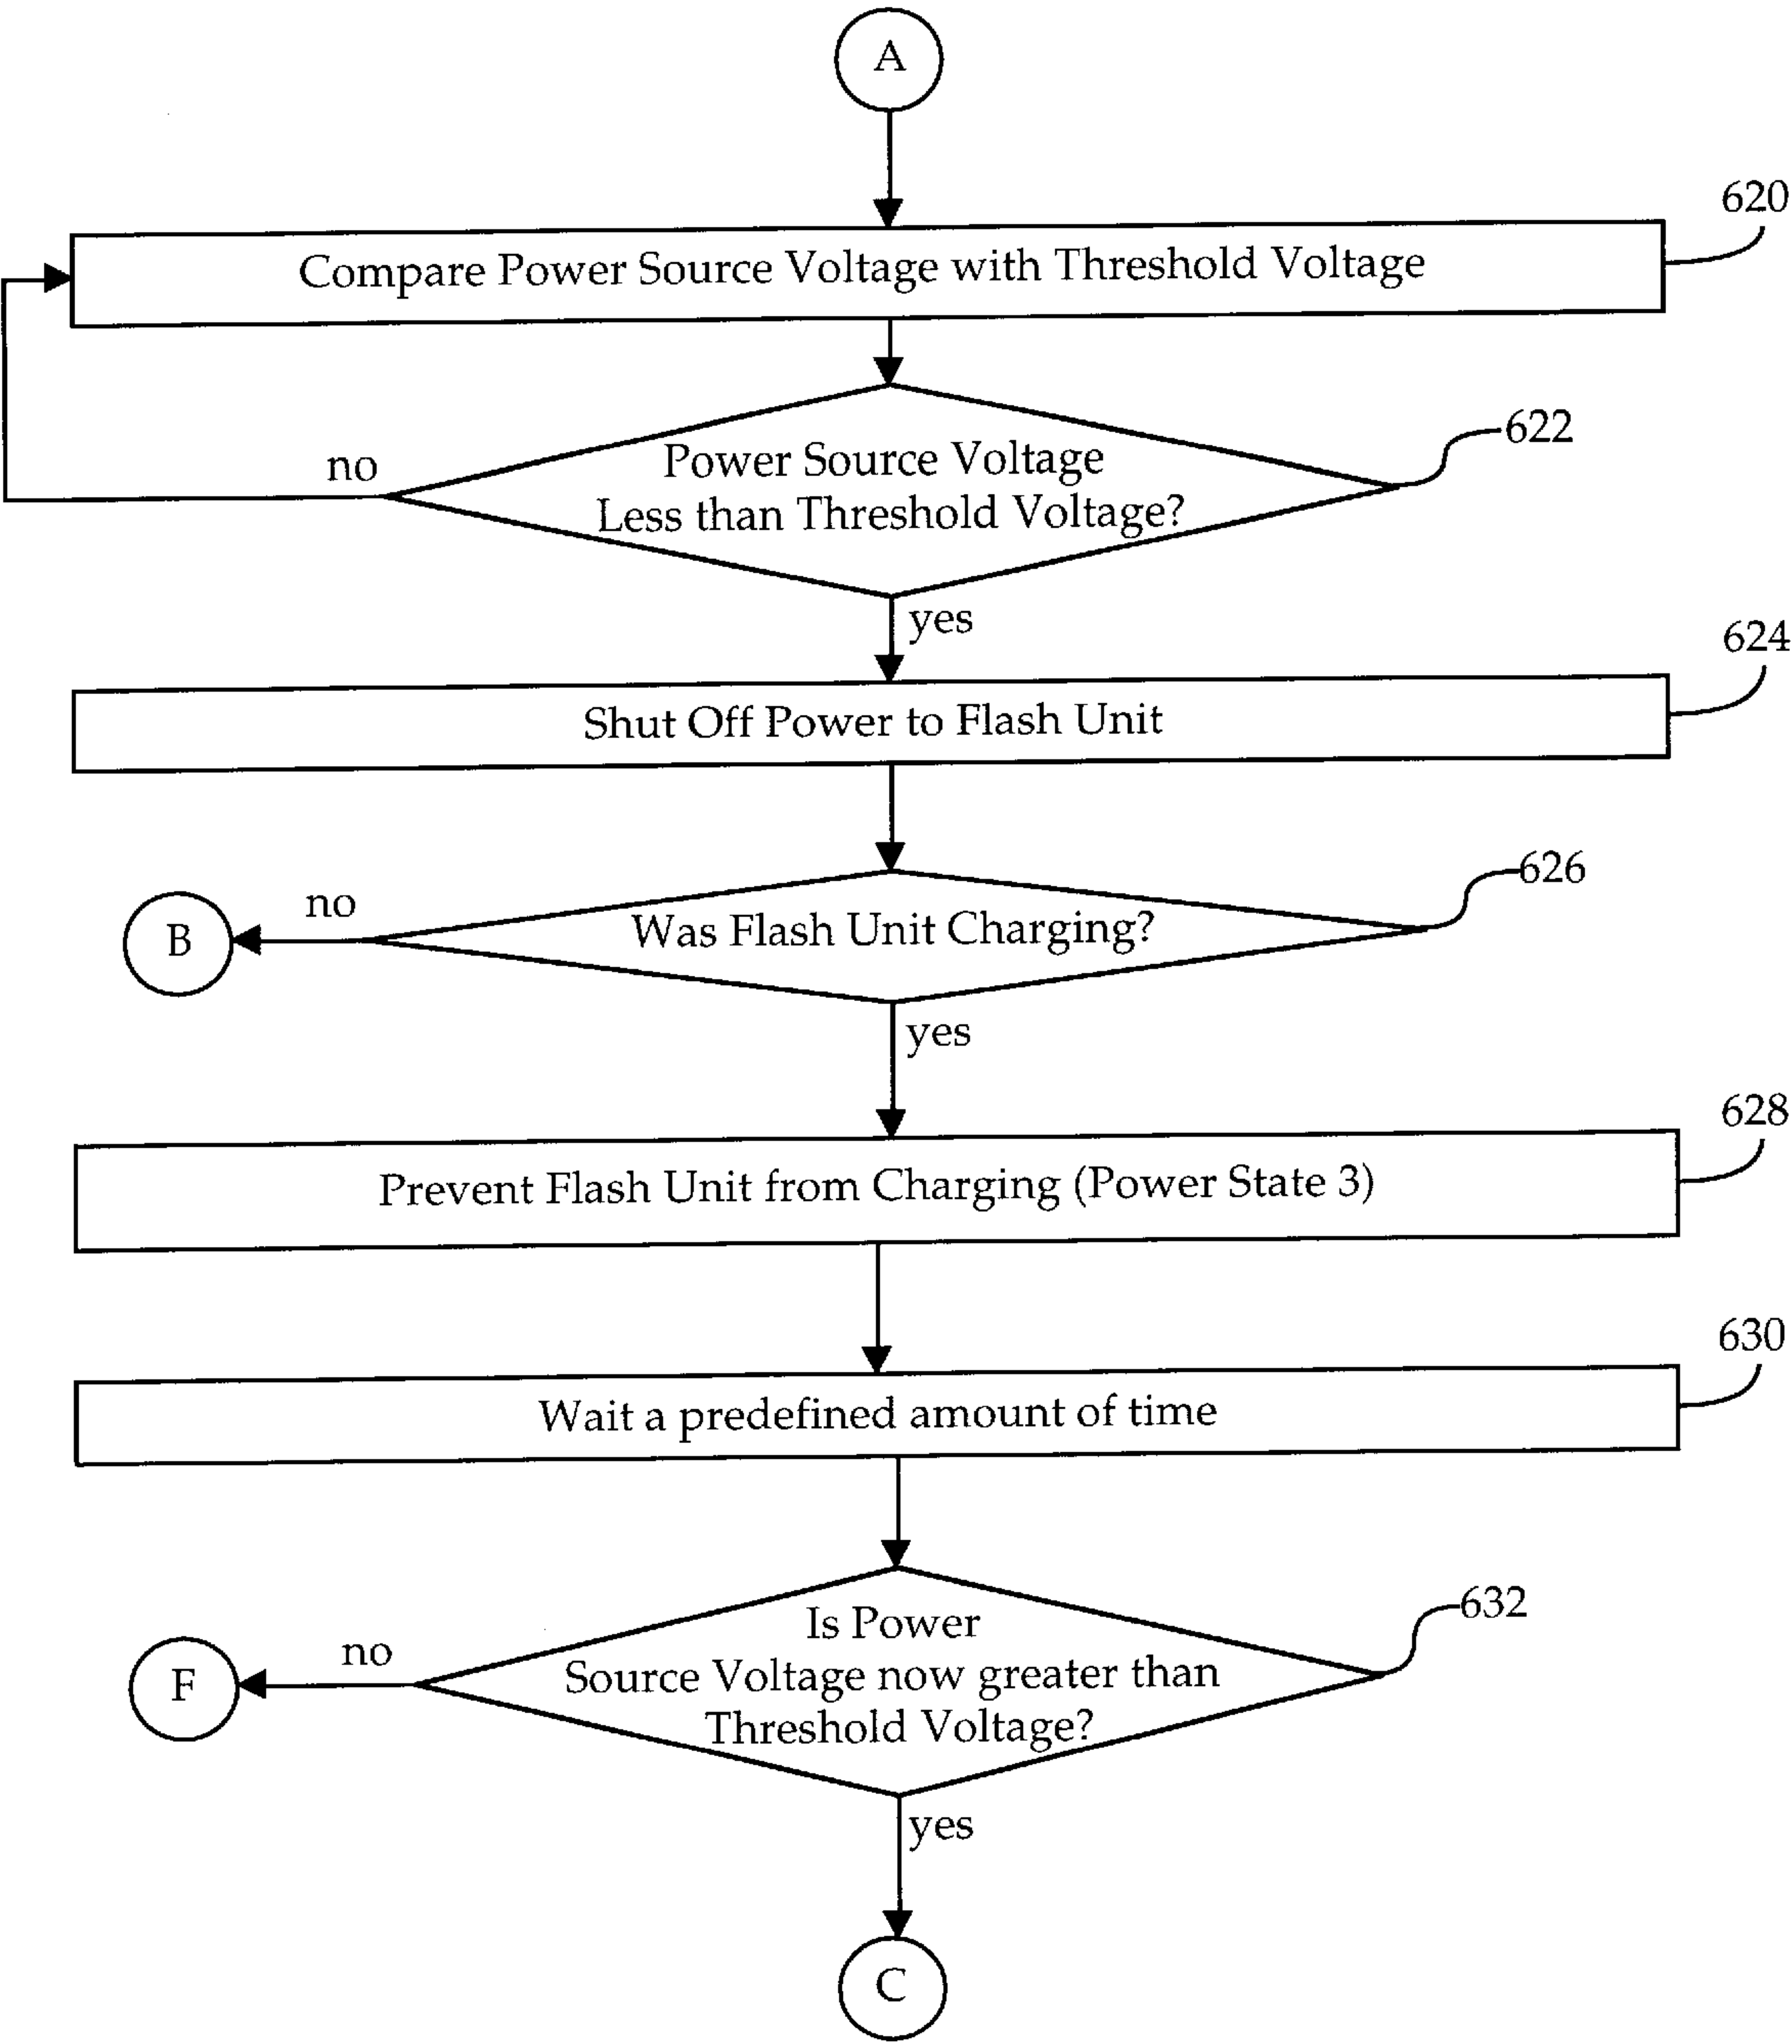 A
620
Compare Power Source Voltage with Threshold Voltage
622
no
Power Source Voltage
Less than Threshold Voltage?
yes
624
Shut Off Power to Flash Unit
626
no
B
Was Flash Unit Charging?
yes
628
Prevent Flash Unit from Charging (Power State 3)
630
Wait a predefined amount of time
632
Is Power
no
F
Source Voltage now greater than
Threshold Voltage?
yes
C